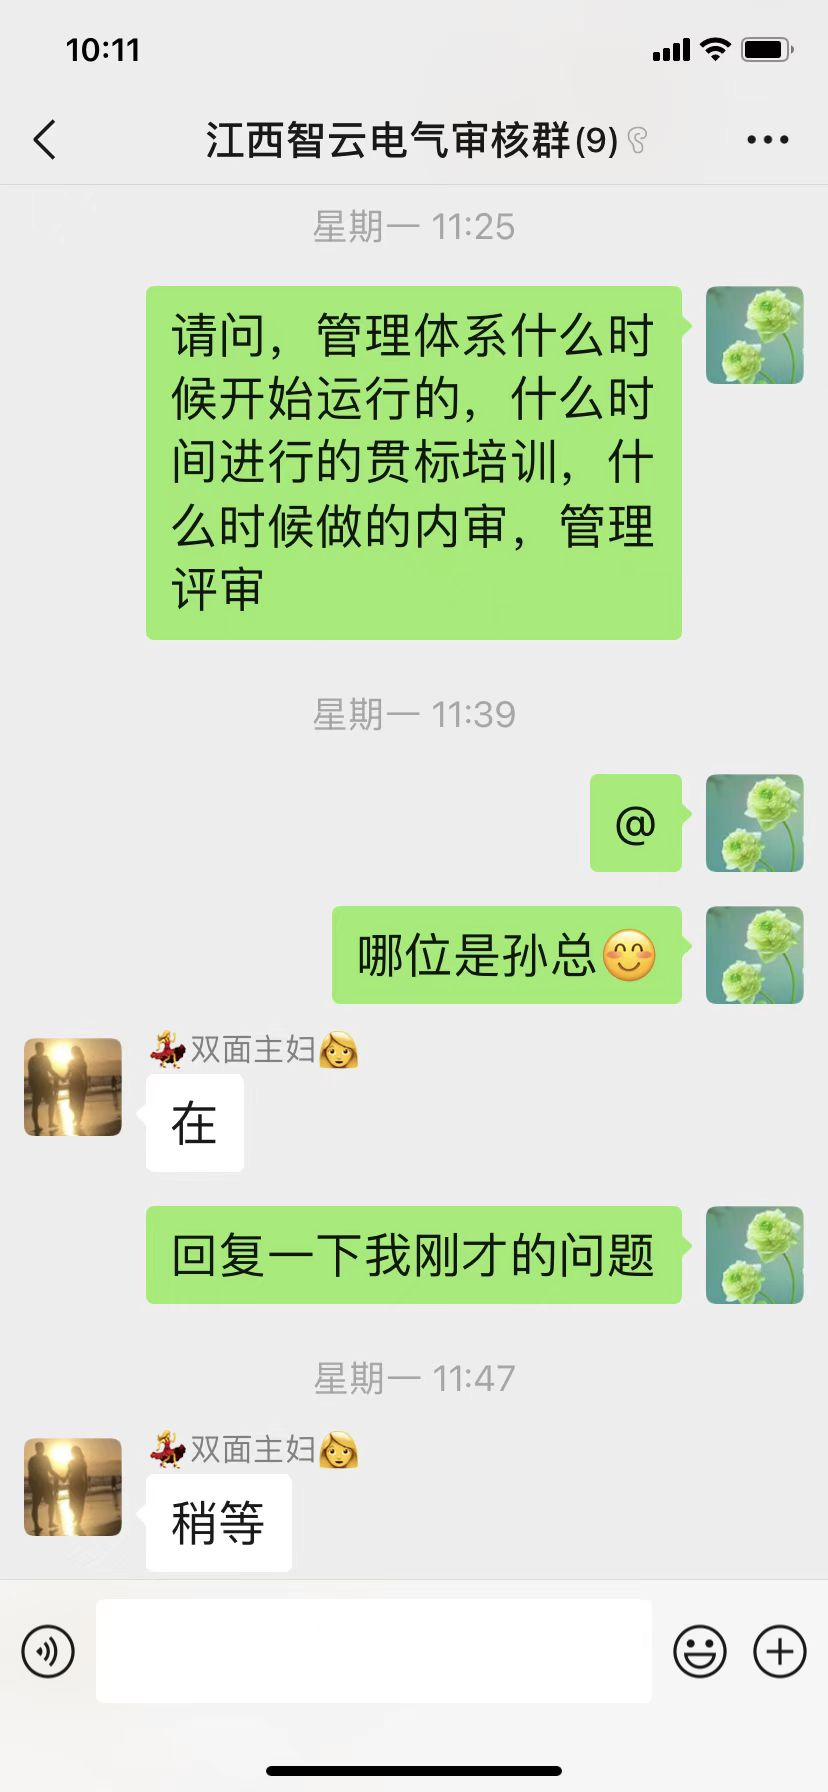 10:11
江西智云电气审核群(9)
星期一 11:25
请问，管理体系什么时
候开始运行的，什么时
间进行的贯标培训，什
么时候做的内审，管理
评审
星期一 11:39
@
哪位是孙总😊
💃双面主妇👩
在
回复一下我刚才的问题
星期一 11:47
💃双面主妇👩
稍等